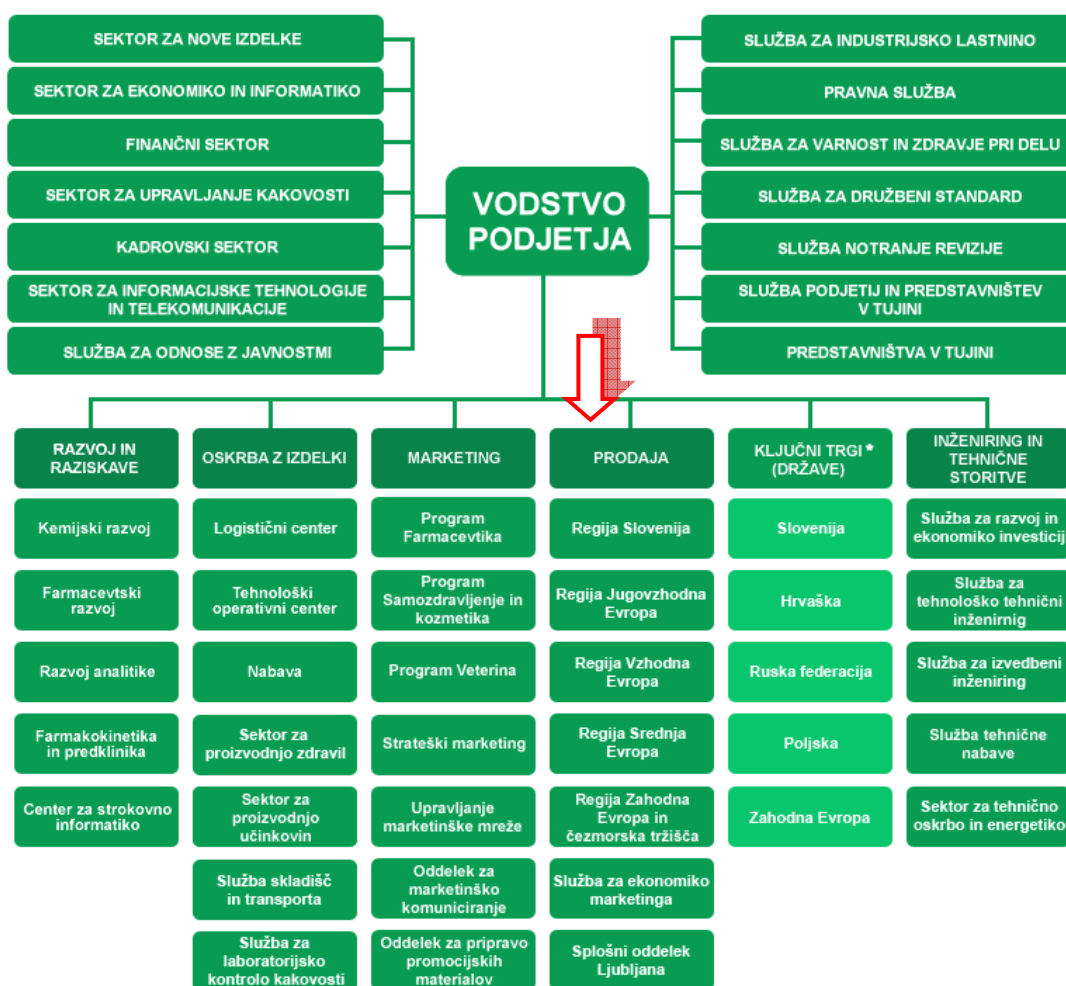 SEKTOR ZA NOVE IZDELKE
SEKTOR ZA EKONOMIKO IN INFORMATIKO
FINANČNI SEKTOR
SEKTOR ZA UPRAVLJANJE KAKOVOSTI
KADROVSKI SEKTOR
SEKTOR ZA INFORMACIJSKE TEHNOLOGIJE
IN TELEKOMUNIKACIJE
SLUŽBA ZA ODNOSE Z JAVNOSTMI
VODSTVO
PODJETJA
SLUŽBA ZA INDUSTRIJSKO LASTNINO
PRAVNA SLUŽBA
SLUŽBA ZA VARNOST IN ZDRAVJE PRI DELU
SLUŽBA ZA DRUŽBENI STANDARD
SLUŽBA NOTRANJE REVIZIJE
SLUŽBA PODJETIJ IN PREDSTAVNIŠTEV
V TUJINI
PREDSTAVNIŠTVA V TUJINI
RAZVOJ IN
RAZISKAVE
Kemijski razvoj
Farmacevtski
razvoj
Razvoj analitike
Farmakokinetika
in predklinika
Center za strokovno
informatiko
OSKRBA Z IZDELKI
Logistični center
Tehnološki
operativni center
Nabava
Sektor za
proizvodnjo zdravil
Sektor za
proizvodnjo
učinkovin
Služba skladišč
in transporta
Služba za
laboratorijsko
kontrolo kakovosti
MARKETING
Program
Farmacevtika
Program
Samozdravljenje in
kozmetika
Program Veterina
Strateški marketing
Upravljanje
marketinške mreže
Oddelek za
marketinško
komuniciranje
Oddelek za pripravo
promocijskih
materialov
PRODAJA
Regija Slovenija
Regija Jugovzhodna
Evropa
Regija Vzhodna
Evropa
Regija Srednja
Evropa
Regija Zahodna
Evropa in
čezmorska tržišča
Služba za ekonomiko
marketinga
Splošni oddelek
Ljubljana
KLJUČNI TRGI *
(DRŽAVE)
Slovenija
Hrvaška
Ruska federacija
Poljska
Zahodna Evropa
INŽENIRING IN
TEHNIČNE
STORITVE
Služba za razvoj in
ekonomiko investicij
Služba za
tehnološko tehnični
inženirnig
Služba za izvedbeni
inženiring
Služba tehnične
nabave
Sektor za tehnično
oskrbo in energetiko